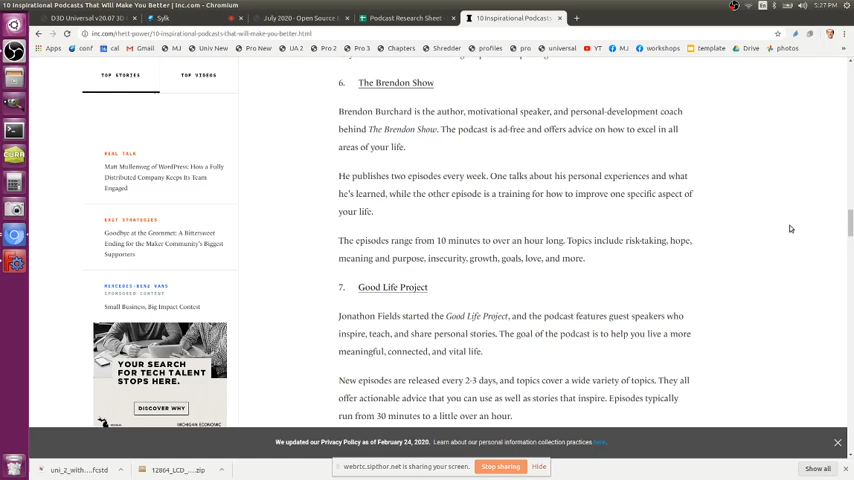 10 Inspirational Podcasts That Will Make You Better | Inc.com - Chromium
En
5:27 PM
D3D Universal v20.07 3D
Sylk
July 2020 - Open Source
Podcast Research Sheet
10 Inspirational Podcasts
inc.com/rhett-power/10-inspirational-podcasts-that-will-make-you-better.html
Apps
cal
Gmail
MJ
Univ New
Pro New
UA 2
Pro 2
Pro 3
Chapters
Shredder
profiles
pro
universal
YT
MJ
workshops
template
Drive
photos
TOP STORIES
TOP VIDEOS
REAL TALK
Matt Mullenweg of WordPress: How a Fully
Distributed Company Keeps Its Team
Engaged
EXIT STRATEGIES
Goodbye at the Greenmet: A Bittersweet
Ending for the Maker Community's Biggest
Supporters
MERCEDES-BENZ VANS
SPONSORED CONTENT
Small Business, Big Impact Contest
YOUR SEARCH
FOR TECH TALENT
STOPS HERE.
DISCOVER WHY
MICHIGAN ECONOMIC
6. The Brendon Show
Brendon Burchard is the author, motivational speaker, and personal-development coach
behind The Brendon Show. The podcast is ad-free and offers advice on how to excel in all
areas of your life.
He publishes two episodes every week. One talks about his personal experiences and what
he's learned, while the other episode is a training for how to improve one specific aspect of
your life.
The episodes range from 10 minutes to over an hour long. Topics include risk-taking, hope,
meaning and purpose, insecurity, growth, goals, love, and more.
7. Good Life Project
Jonathon Fields started the Good Life Project, and the podcast features guest speakers who
inspire, teach, and share personal stories. The goal of the podcast is to help you live a more
meaningful, connected, and vital life.
New episodes are released every 2-3 days, and topics cover a wide variety of topics. They all
offer actionable advice that you can use as well as stories that inspire. Episodes typically
run from 30 minutes to a little over an hour.
We updated our Privacy Policy as of February 24, 2020. Learn about our personal information collection practices here.
uni_2_with....fcstd
12864_LCD_....zip
webrtc.sipthor.net is sharing your screen.
Stop sharing
Hide
Show all